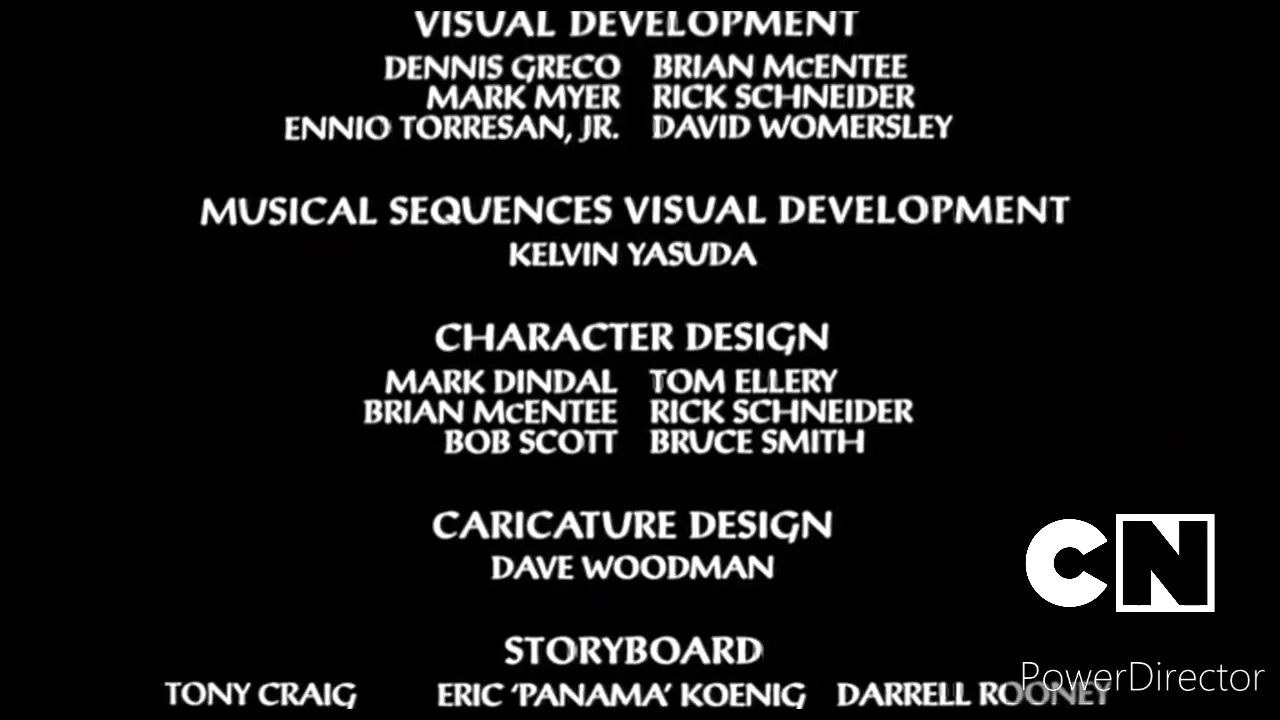 VISUAL DEVELOPMENT
DENNIS GRECO BRIAN McENTEE
MARK MYER RICK SCHNEIDER
ENNIO TORRESAN, JR. DAVID WOMERSLEY
MUSICAL SEQUENCES VISUAL DEVELOPMENT
KELVIN YASUDA
CHARACTER DESIGN
MARK DINDAL TOM ELLERY
BRIAN McENTEE RICK SCHNEIDER
BOB SCOTT BRUCE SMITH
CARICATURE DESIGN
DAVE WOODMAN
CN
STORYBOARD
TONY CRAIG ERIC ‘PANAMA’ KOENIG DARRELL ROONEY
PowerDirector